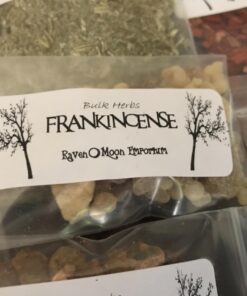 Bulk Herbs
FRANKINCENSE
Raven Moon Emporium